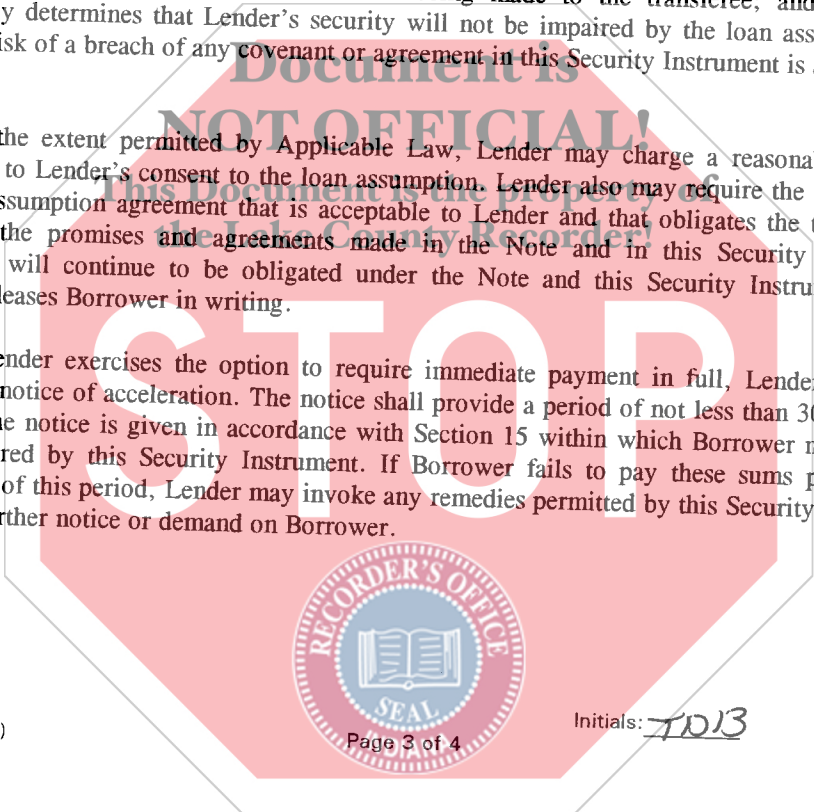 y determines that Lender's security will not be impaired by the loan ass
isk of a breach of any covenant or agreement in this Security Instrument is
Document is
NOT OFFICIAL!
the extent permitted by Applicable Law, Lender may charge a reasona
to Lender's consent to the loan assumption. Lender also may require the
This Document is the property of
ssumption agreement that is acceptable to Lender and that obligates the t
the Lake County Recorder!
the promises and agreements made in the Note and in this Security
will continue to be obligated under the Note and this Security Instru
leases Borrower in writing.
STOP
ender exercises the option to require immediate payment in full, Lende
notice of acceleration. The notice shall provide a period of not less than 30
e notice is given in accordance with Section 15 within which Borrower
red by this Security Instrument. If Borrower fails to pay these sums p
of this period, Lender may invoke any remedies permitted by this Security
rther notice or demand on Borrower.
RECORDER'S OFFICE
SEAL
INDIANA
Initials: TDB
)
Page 3 of 4